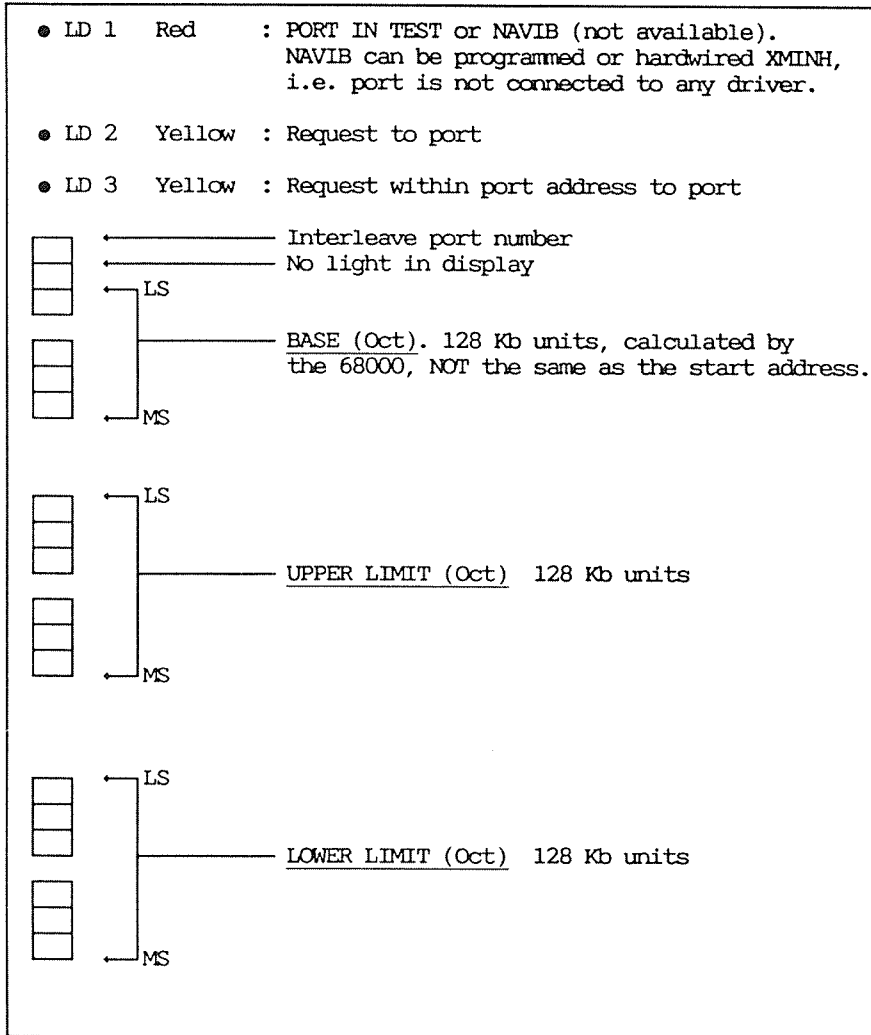 ● LD 1 Red : PORT IN TEST or NAVIB (not available).
NAVIB can be programmed or hardwired XMINH,
i.e. port is not connected to any driver.
● LD 2 Yellow : Request to port
● LD 3 Yellow : Request within port address to port
Interleave port number
No light in display
LS
BASE (Oct). 128 Kb units, calculated by
the 68000, NOT the same as the start address.
MS
LS
UPPER LIMIT (Oct) 128 Kb units
MS
LS
LOWER LIMIT (Oct) 128 Kb units
MS